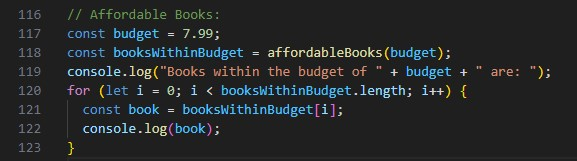 116 // Affordable Books:
117 const budget = 7.99;
118 const booksWithinBudget = affordableBooks(budget);
119 console.log("Books within the budget of " + budget + " are: ");
120 for (let i = 0; i < booksWithinBudget.length; i++) {
121 const book = booksWithinBudget[i];
122 console.log(book);
123 }